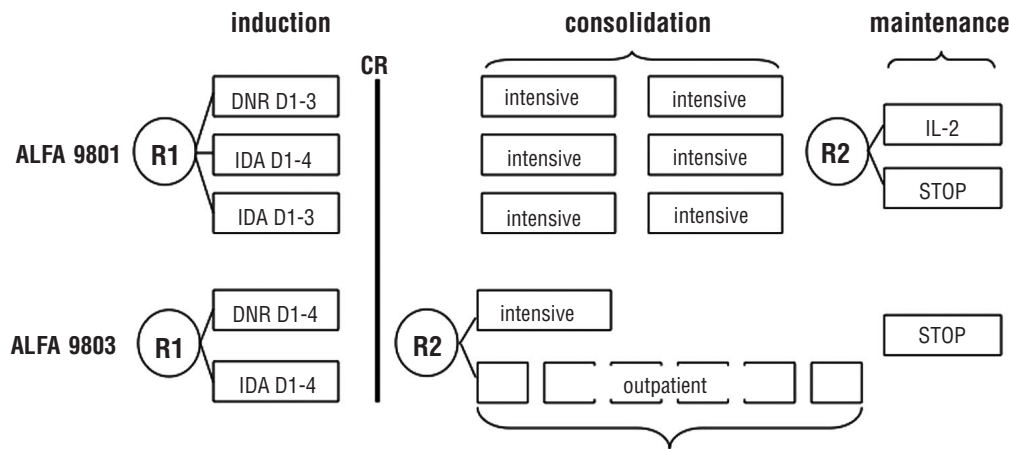 induction consolidation maintenance
CR
DNR D1-3 intensive intensive
IL-2
ALFA 9801 R1 IDA D1-4 intensive intensive R2
STOP
IDA D1-3 intensive intensive
DNR D1-4 intensive
ALFA 9803 R1 R2 STOP
IDA D1-4 outpatient